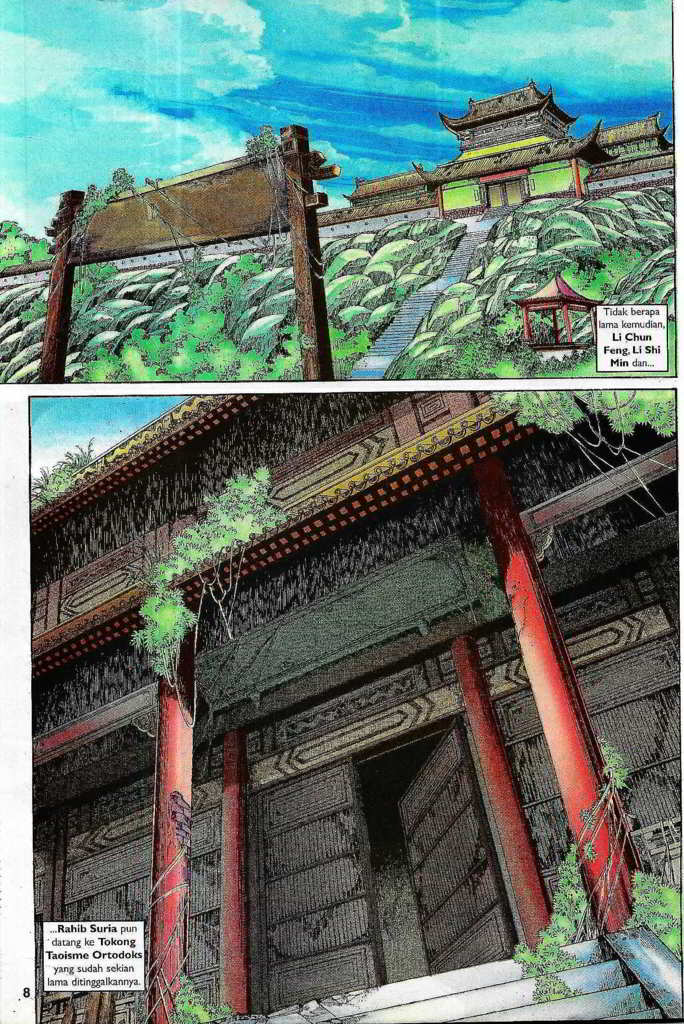 Tidak berapa
lama kemudian,
Li Chun
Feng, Li Shi
Min dan...
...Rahib Suria pun
datang ke Tokong
Taoisme Ortodoks
yang sudah sekian
lama ditinggalkannya.
8